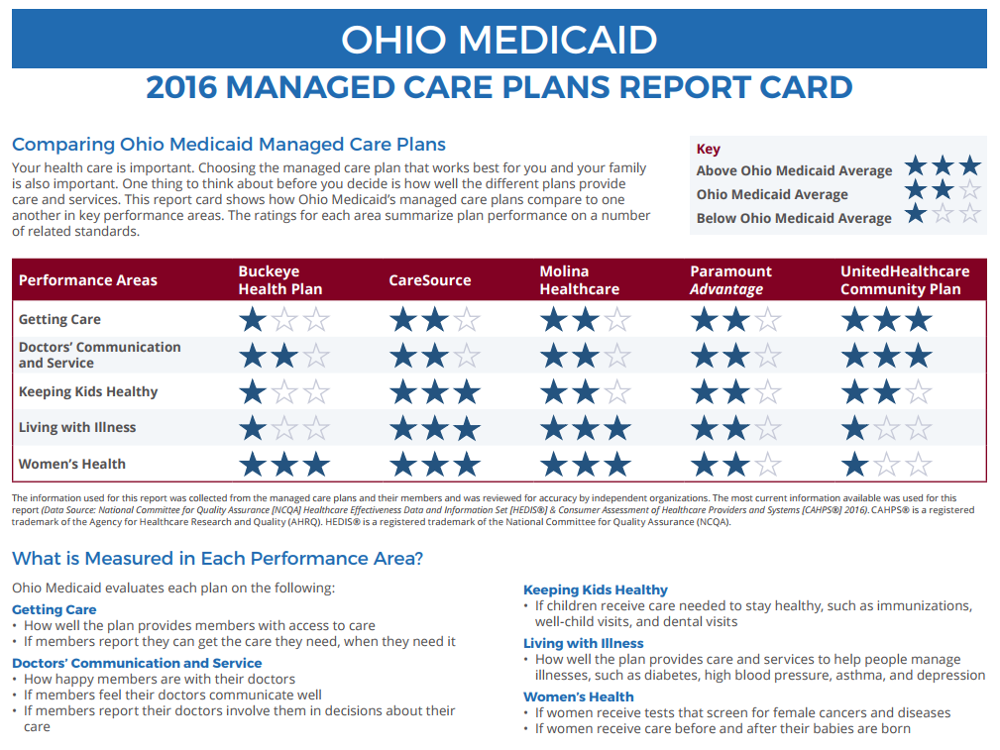 OHIO MEDICAID
2016 MANAGED CARE PLANS REPORT CARD
Comparing Ohio Medicaid Managed Care Plans
Your health care is important. Choosing the managed care plan that works best for you and your family
is also important. One thing to think about before you decide is how well the different plans provide
care and services. This report card shows how Ohio Medicaid's managed care plans compare to one
another in key performance areas. The ratings for each area summarize plan performance on a number
of related standards.
Key
Above Ohio Medicaid Average
Ohio Medicaid Average
Below Ohio Medicaid Average
Performance Areas
Buckeye
Health Plan
CareSource
Molina
Healthcare
Paramount
Advantage
UnitedHealthcare
Community Plan
Getting Care
Doctors' Communication
and Service
Keeping Kids Healthy
Living with Illness
Women's Health
The information used for this report was collected from the managed care plans and their members and was reviewed for accuracy by independent organizations. The most current information available was used for this
report (Data Source: National Committee for Quality Assurance [NCQA] Healthcare Effectiveness Data and Information Set [HEDIS®] & Consumer Assessment of Healthcare Providers and Systems [CAHPS®] 2016). CAHPS® is a registered
trademark of the Agency for Healthcare Research and Quality (AHRQ). HEDIS® is a registered trademark of the National Committee for Quality Assurance (NCQA).
What is Measured in Each Performance Area?
Ohio Medicaid evaluates each plan on the following:
Getting Care
• How well the plan provides members with access to care
• If members report they can get the care they need, when they need it
Doctors' Communication and Service
• How happy members are with their doctors
• If members feel their doctors communicate well
• If members report their doctors involve them in decisions about their
care
Keeping Kids Healthy
• If children receive care needed to stay healthy, such as immunizations,
well-child visits, and dental visits
Living with Illness
• How well the plan provides care and services to help people manage
illnesses, such as diabetes, high blood pressure, asthma, and depression
Women's Health
• If women receive tests that screen for female cancers and diseases
• If women receive care before and after their babies are born